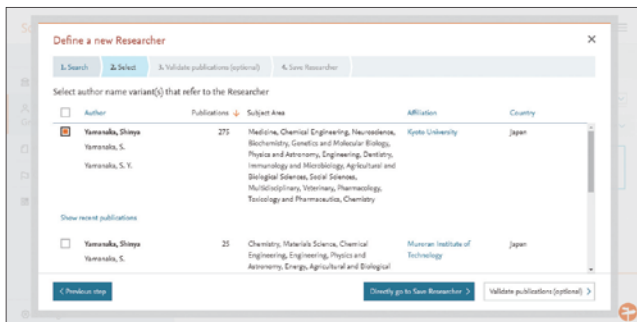 Define a new Researcher
1. Search 2. Select 3. Validate publications (optional) 4. Save Researcher
Select author name variant(s) that refer to the Researcher
Author Publications Subject Area Affiliation Country
Yamanaka, Shinya 275 Medicine, Chemical Engineering, Neuroscience, Kyoto University Japan
Yamanaka, S. Biochemistry, Genetics and Molecular Biology,
Physics and Astronomy, Engineering, Dentistry,
Yamanaka, S. Y. Immunology and Microbiology, Agricultural and
Biological Sciences, Social Sciences,
Multidisciplinary, Veterinary, Pharmacology,
Toxicology and Pharmaceutics, Chemistry
Show recent publications
Yamanaka, Shinya 25 Chemistry, Materials Science, Chemical Muroran Institute of Japan
Yamanaka, S. Engineering, Engineering, Physics and Technology
Astronomy, Energy, Agricultural and Biological
Previous step Directly go to Save Researcher Validate publications (optional)